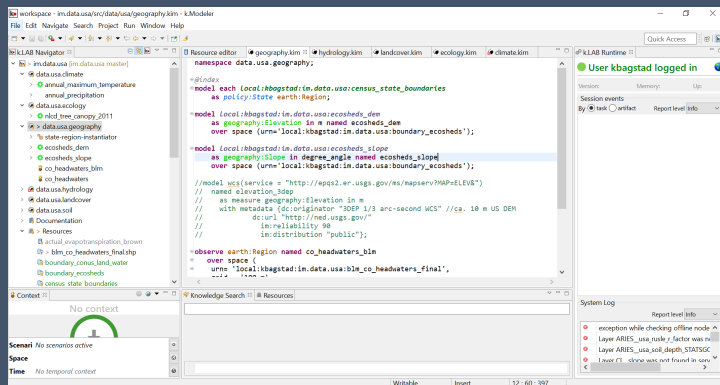 workspace - im.data.usa/src/data/usa/geography.kim - k.Modeler
File Edit Navigate Search Project Run Window Help
Quick Access
k.LAB Navigator
im.data.usa [im.data.usa master]
im.data.usa.climate
annual_maximum_temperature
annual_precipitation
data.usa.ecology
nlcd_tree_canopy_2011
> data.usa.geography
state-region-instantiator
ecosheds_dem
ecosheds_slope
co_headwaters_blm
co_headwaters
data.usa.hydrology
data.usa.landcover
data.usa.soil
Documentation
> Resources
actual_evapotranspiration_brown
> blm_co_headwaters_final.shp
boundary_conus_land_water
boundary_ecosheds
census_state_boundaries
Resource editor geography.kim hydrology.kim landcover.kim ecology.kim climate.kim
namespace data.usa.geography;
@index
model each local:kbagstad:im.data.usa:census_state_boundaries
as policy:State earth:Region;
model local:kbagstad:im.data.usa:ecosheds_dem
as geography:Elevation in m named ecosheds_dem
over space (urn='local:kbagstad:im.data.usa:boundary_ecosheds');
model local:kbagstad:im.data.usa:ecosheds_slope
as geography:Slope in degree_angle named ecosheds_slope
over space (urn='local:kbagstad:im.data.usa:boundary_ecosheds');
//model wcs(service = "http://epqs2.er.usgs.gov/ms/mapserv?MAP=ELEV&")
// named elevation_3dep
// as measure geography:Elevation in m
// with metadata {dc:originator "3DEP 1/3 arc-second WCS" //ca. 10 m US DEM
// dc:url "http://ned.usgs.gov/"
// im:reliability 90
// im:distribution "public"};
observe earth:Region named co_headwaters_blm
over space (
urn= 'local:kbagstad:im.data.usa:blm_co_headwaters_final',
k.LAB Runtime
User kbagstad logged in
Version: Memory: Up:
Session events
By task artifact Report level Info
Context
No context
Scenari No scenarios active
Space
Time No temporal context
Knowledge Search Resources
System Log
Report level Info
exception while checking offline node
Layer ARIES__usa_rusle_r_factor was n
Layer ARIES__usa_soil_depth_STATSGC
Writable Insert 12 : 60 : 397